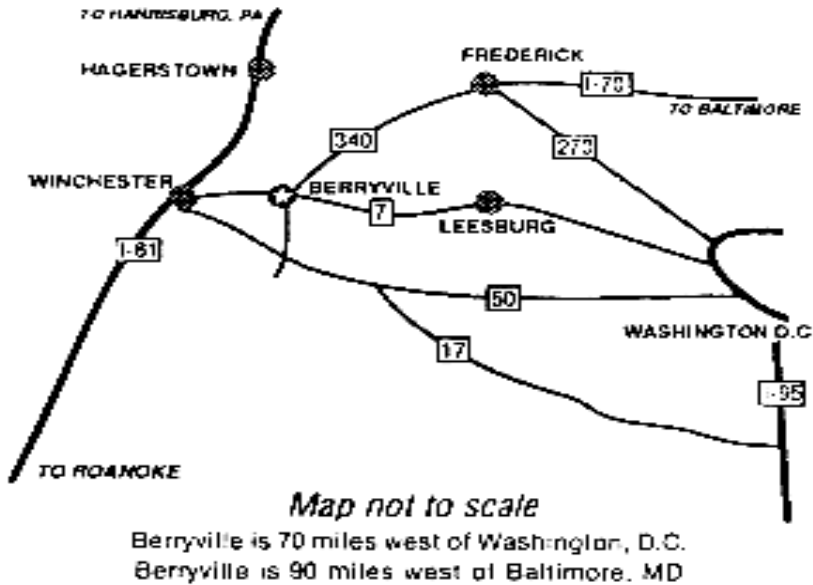 TO HARRISBURG, PA
HAGERSTOWN
FREDERICK
I-70
TO BALTIMORE
340
270
WINCHESTER
BERRYVILLE
7
LEESBURG
I-81
50
WASHINGTON D.C
17
I-95
TO ROANOKE
Map not to scale
Berryville is 70 miles west of Washington, D.C.
Berryville is 90 miles west of Baltimore, MD